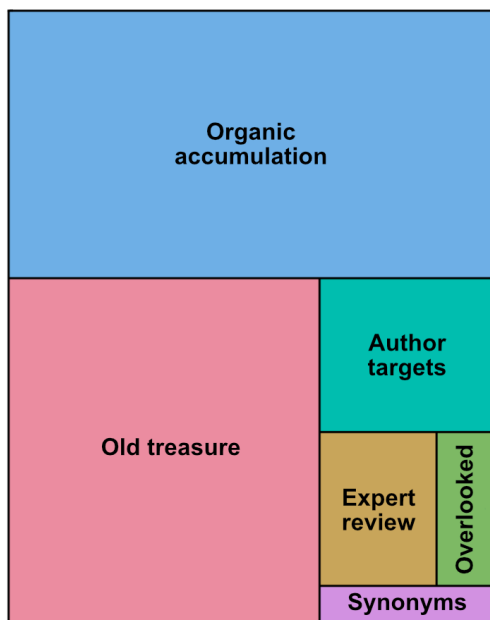 Organic
accumulation
Old treasure
Author
targets
Expert
review
Overlooked
Synonyms